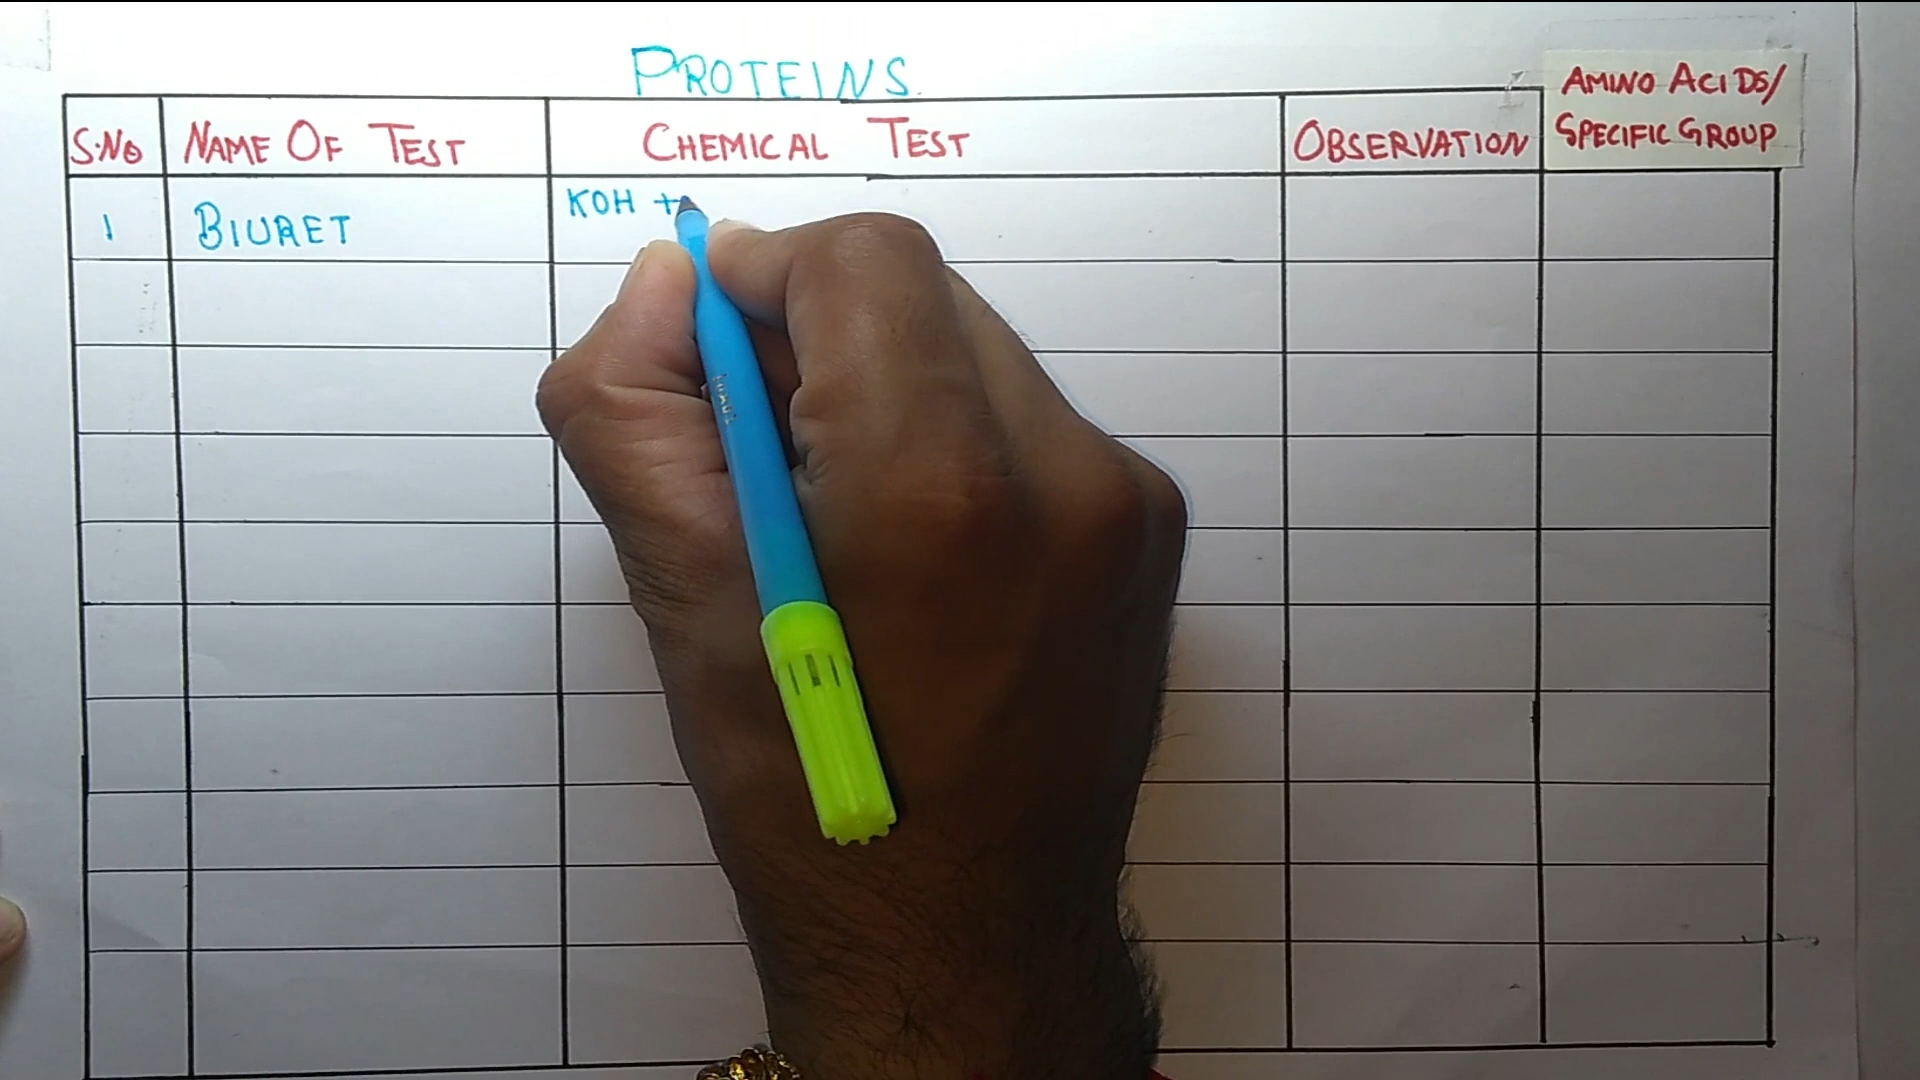 PROTEINS.
S.No NAME OF TEST CHEMICAL TEST OBSERVATION AMINO ACIDS/
SPECIFIC GROUP
1 BIURET KOH +